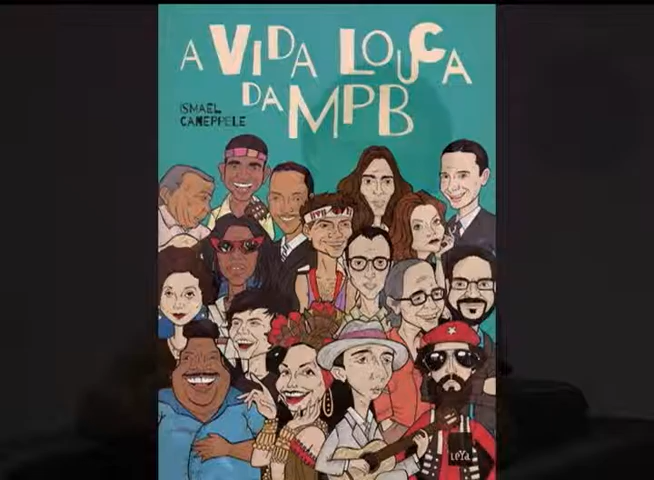 A VIDA LOUCA
DA MPB
ISMAEL
CANEPPELE
LeYa